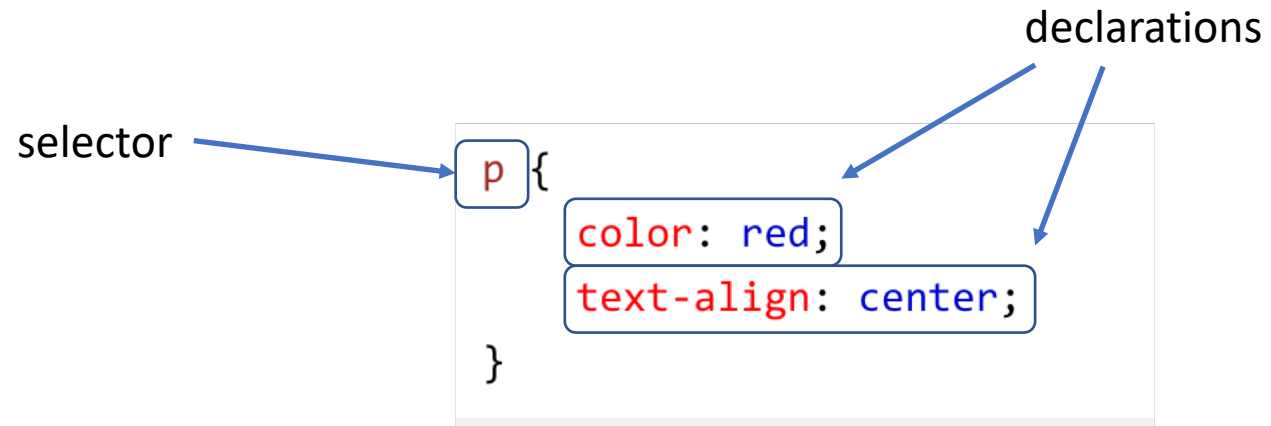 declarations
selector
p {
color: red;
text-align: center;
}